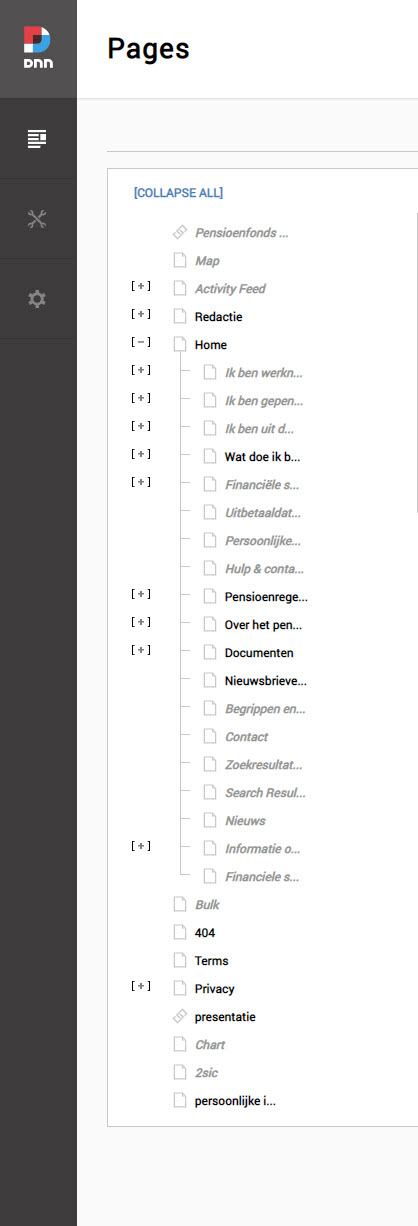 DNN
Pages
[COLLAPSE ALL]
Pensioenfonds ...
Map
[+] Activity Feed
[+] Redactie
[−] Home
[+] Ik ben werkn...
[+] Ik ben gepen...
[+] Ik ben uit d...
[+] Wat doe ik b...
[+] Financiële s...
Uitbetaaldat...
Persoonlijke...
Hulp & conta...
[+] Pensioenrege...
[+] Over het pen...
[+] Documenten
Nieuwsbrieve...
Begrippen en...
Contact
Zoekresultat...
Search Resul...
Nieuws
[+] Informatie o...
Financiele s...
Bulk
404
Terms
[+] Privacy
presentatie
Chart
2sic
persoonlijke i...